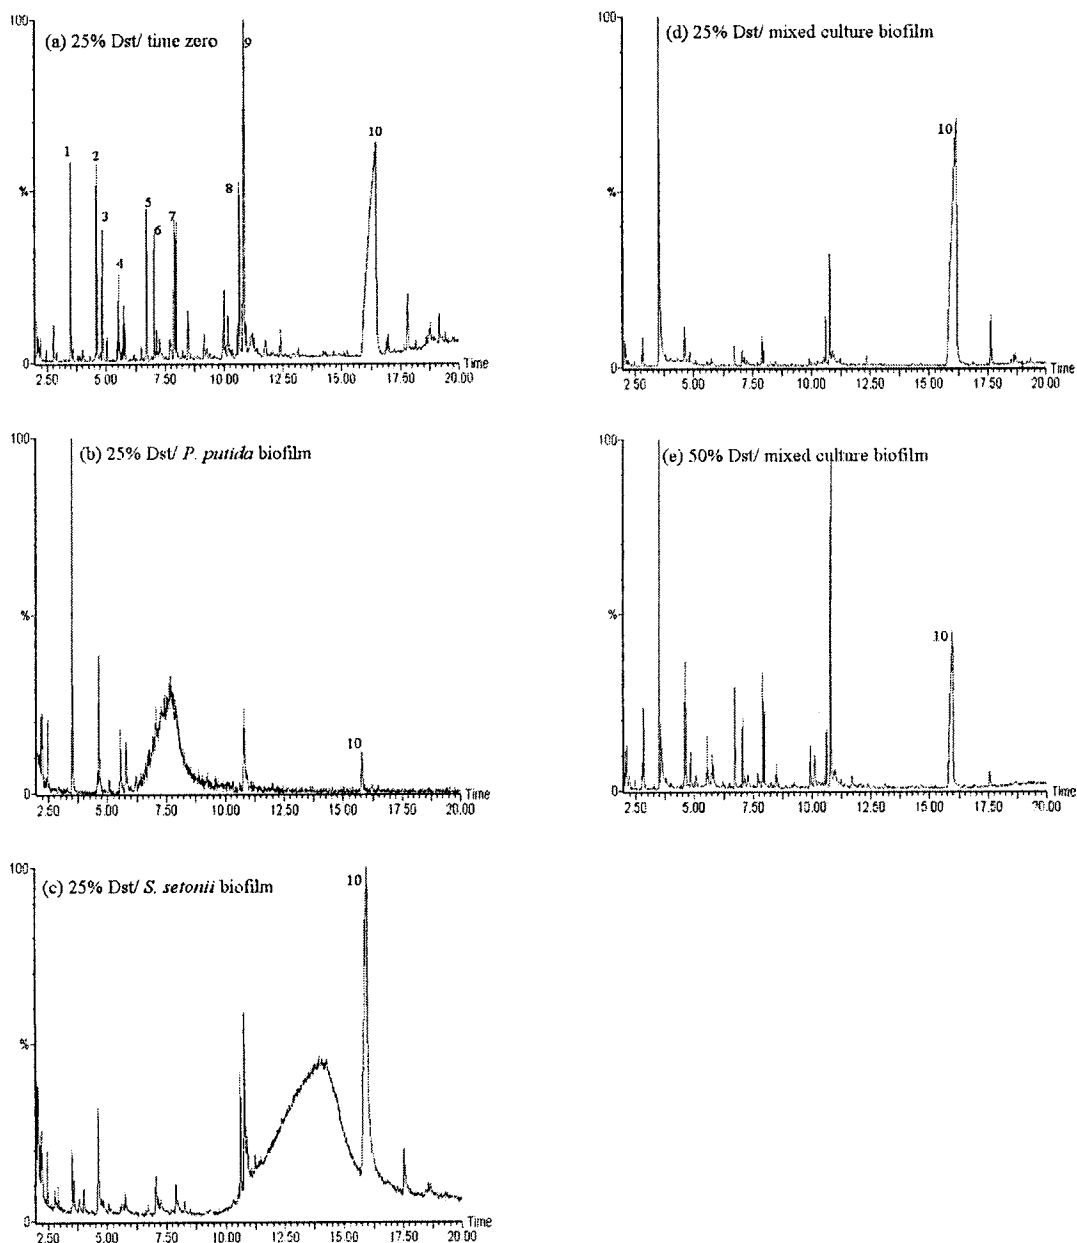 100
(a) 25% Dst/ time zero
9
1
2
10
%
8
5
3
6
7
4
0
Time
2.50 5.00 7.50 10.00 12.50 15.00 17.50 20.00
100
(d) 25% Dst/ mixed culture biofilm
10
%
0
Time
2.50 5.00 7.50 10.00 12.50 15.00 17.50 20.00
100
(b) 25% Dst/ P. putida biofilm
%
10
0
Time
2.50 5.00 7.50 10.00 12.50 15.00 17.50 20.00
100
(e) 50% Dst/ mixed culture biofilm
%
10
0
Time
2.50 5.00 7.50 10.00 12.50 15.00 17.50 20.00
100
(c) 25% Dst/ S. setonii biofilm
10
%
0
Time
2.50 5.00 7.50 10.00 12.50 15.00 17.50 20.00